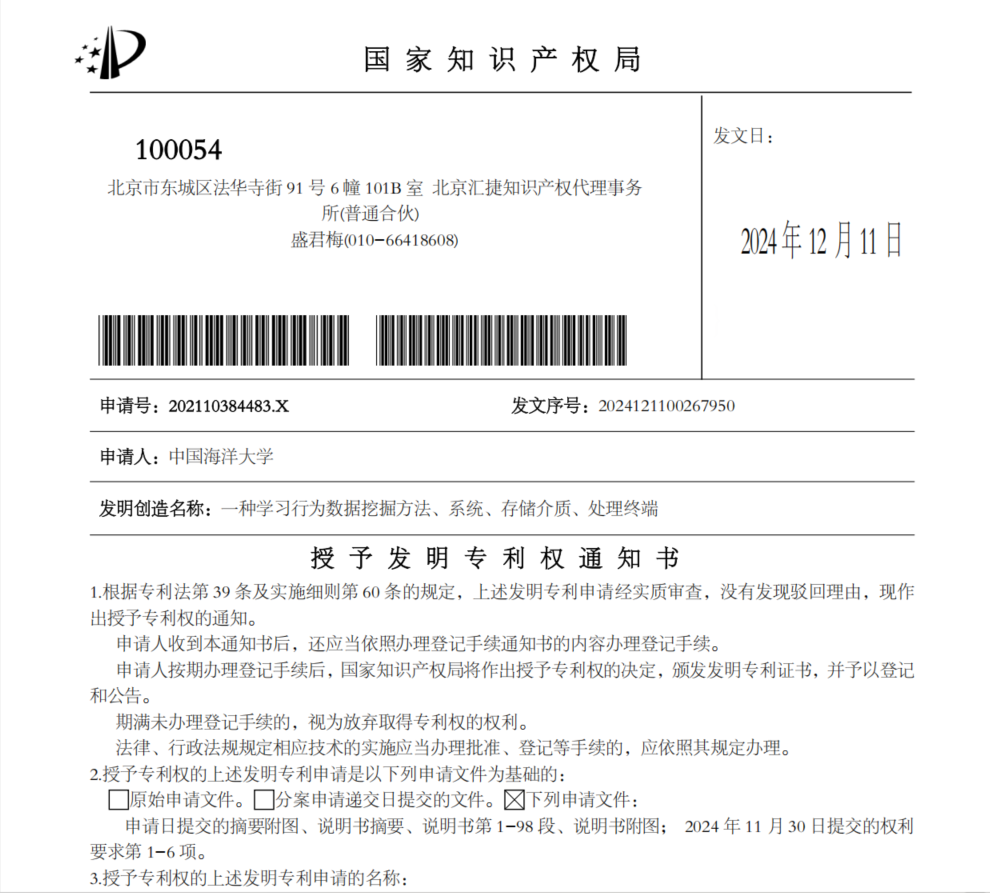 国家知识产权局
100054
北京市东城区法华寺街 91 号 6 幢 101B 室 北京汇捷知识产权代理事务
所(普通合伙)
盛君梅(010-66418608)
发文日：
2024 年 12 月 11 日
申请号：202110384483.X
发文序号：2024121100267950
申请人：中国海洋大学
发明创造名称：一种学习行为数据挖掘方法、系统、存储介质、处理终端
授予发明专利权通知书
1.根据专利法第 39 条及实施细则第 60 条的规定，上述发明专利申请经实质审查，没有发现驳回理由，现作
出授予专利权的通知。
申请人收到本通知书后，还应当依照办理登记手续通知书的内容办理登记手续。
申请人按期办理登记手续后，国家知识产权局将作出授予专利权的决定，颁发发明专利证书，并予以登记
和公告。
期满未办理登记手续的，视为放弃取得专利权的权利。
法律、行政法规规定相应技术的实施应当办理批准、登记等手续的，应依照其规定办理。
2.授予专利权的上述发明专利申请是以下列申请文件为基础的：
□原始申请文件。□分案申请递交日提交的文件。☒下列申请文件：
申请日提交的摘要附图、说明书摘要、说明书第 1-98 段、说明书附图； 2024 年 11 月 30 日提交的权利
要求第 1-6 项。
3.授予专利权的上述发明专利申请的名称：